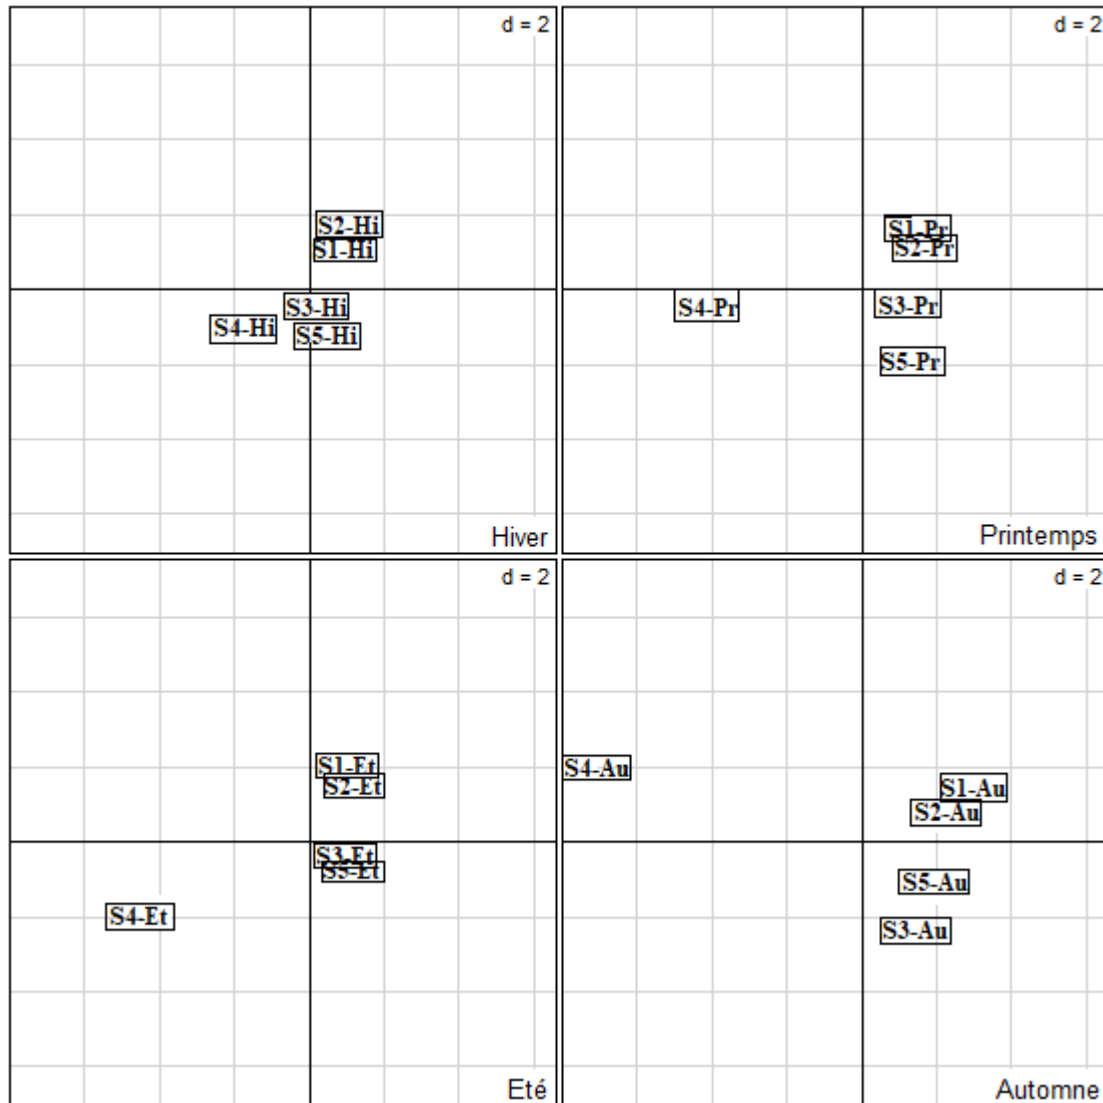 d = 2
S2-Hi
S1-Hi
S3-Hi
S4-Hi
S5-Hi
Hiver
d = 2
S1-Pr
S2-Pr
S4-Pr
S3-Pr
S5-Pr
Printemps
d = 2
S1-Et
S2-Et
S3-Et
S5-Et
S4-Et
Eté
d = 2
S4-Au
S1-Au
S2-Au
S5-Au
S3-Au
Automne